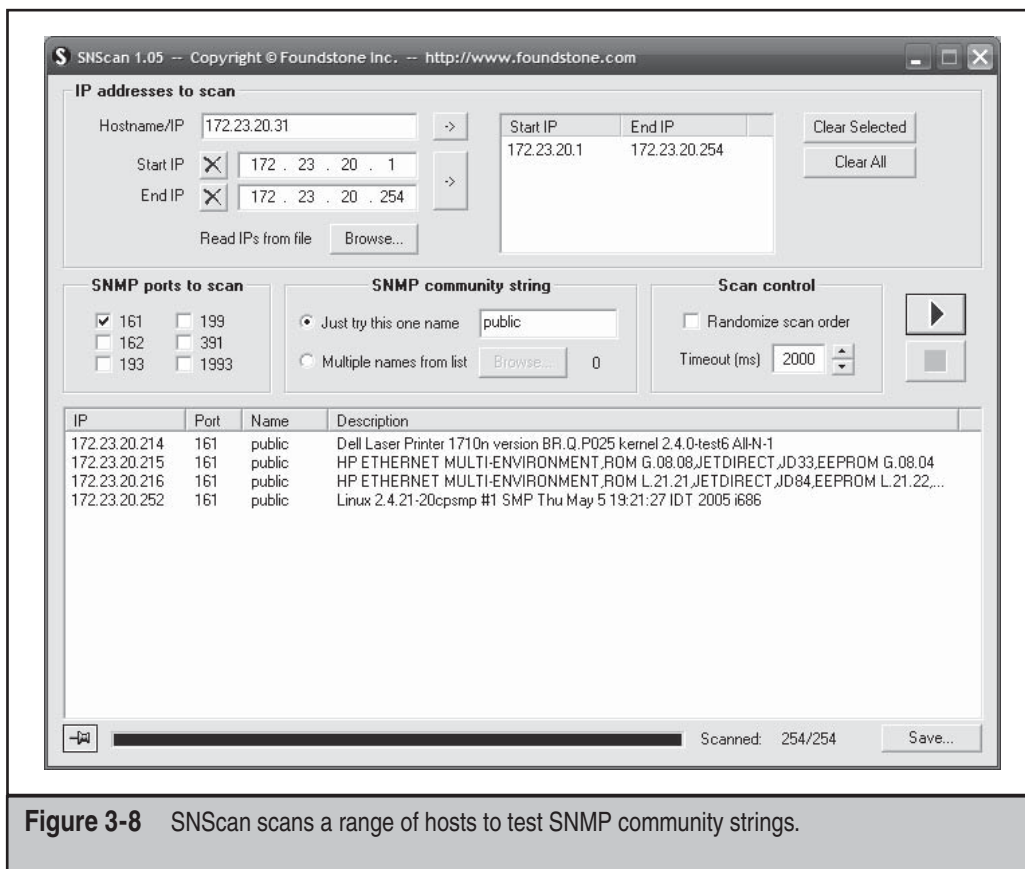 SNScan 1.05 -- Copyright © Foundstone Inc. -- http://www.foundstone.com
IP addresses to scan
Hostname/IP 172.23.20.31 ->
Start IP 172 . 23 . 20 . 1
End IP 172 . 23 . 20 . 254
->
Read IPs from file Browse...
Start IP End IP
172.23.20.1 172.23.20.254
Clear Selected
Clear All
SNMP ports to scan
161 199
162 391
193 1993
SNMP community string
Just try this one name public
Multiple names from list Browse... 0
Scan control
Randomize scan order
Timeout (ms) 2000
IP Port Name Description
172.23.20.214 161 public Dell Laser Printer 1710n version BR.Q.P025 kernel 2.4.0-test6 All-N-1
172.23.20.215 161 public HP ETHERNET MULTI-ENVIRONMENT,ROM G.08.08,JETDIRECT,JD33,EEPROM G.08.04
172.23.20.216 161 public HP ETHERNET MULTI-ENVIRONMENT,ROM L.21.21,JETDIRECT,JD84,EEPROM L.21.22,...
172.23.20.252 161 public Linux 2.4.21-20cpsmp #1 SMP Thu May 5 19:21:27 IDT 2005 i686
Scanned: 254/254 Save...
Figure 3-8 SNScan scans a range of hosts to test SNMP community strings.